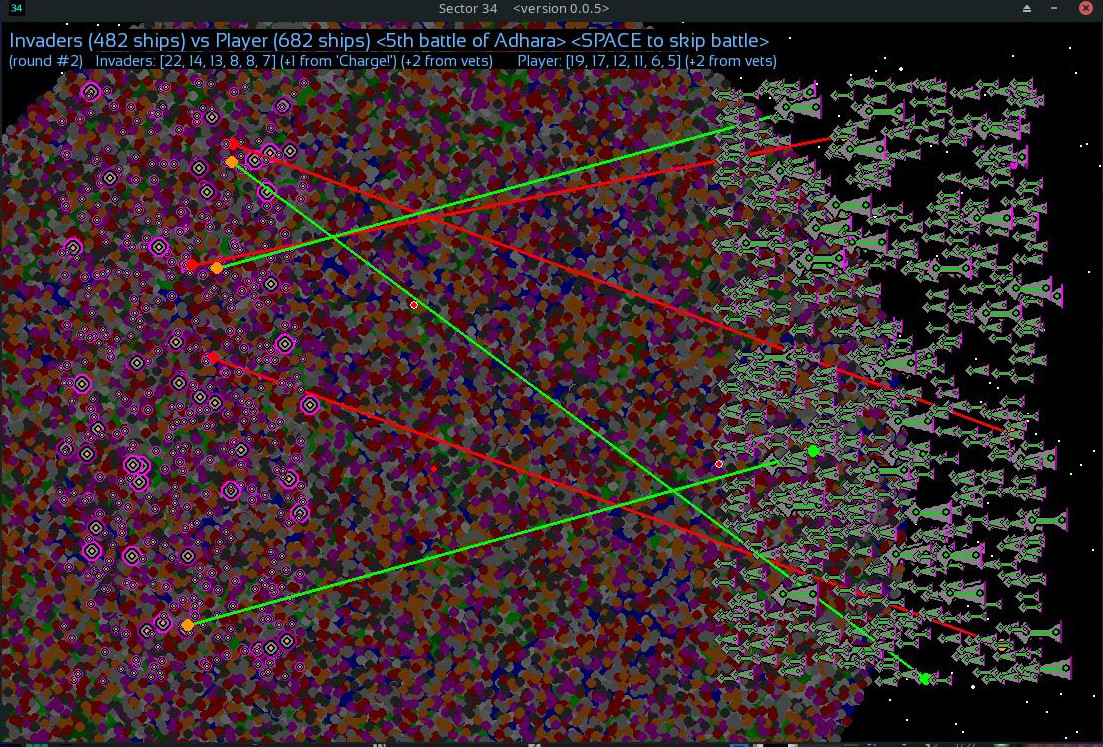 34
Sector 34 <version 0.0.5>
Invaders (482 ships) vs Player (682 ships) <5th battle of Adhara> <SPACE to skip battle>
(round #2) Invaders: [22, 14, 13, 8, 8, 7] (+1 from 'Charge!') (+2 from vets) Player: [19, 17, 12, 11, 6, 5] (+2 from vets)